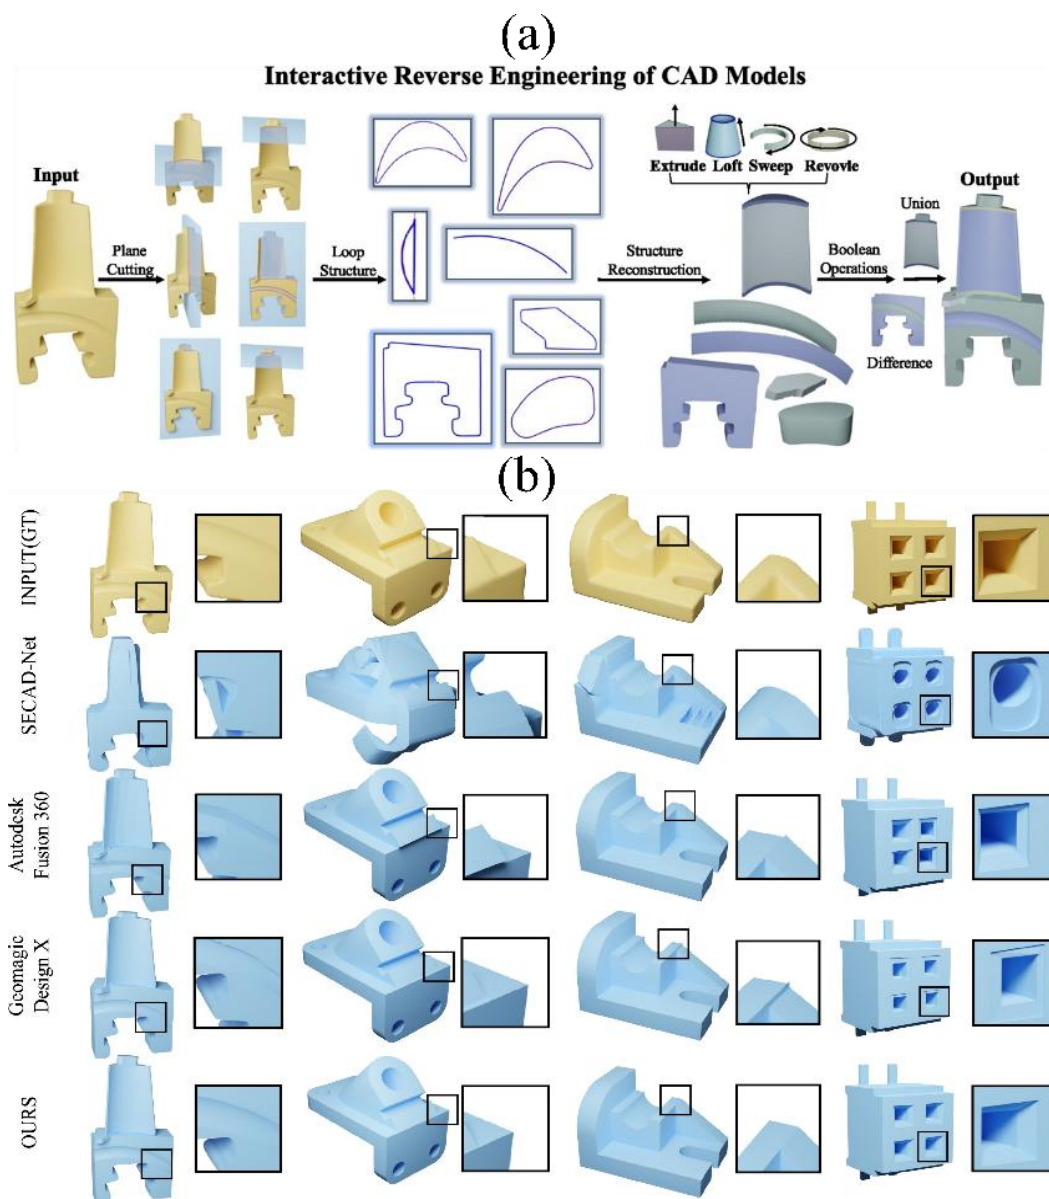 (a)
Interactive Reverse Engineering of CAD Models
Input
Plane
Cutting
Loop
Structure
Structure
Reconstruction
Extrude Loft Sweep Revovle
Boolean
Operations
Union
Difference
Output
(b)
INPUT(GT)
SECAD-Net
Autodesk
Fusion 360
Geomagic
Design X
OURS